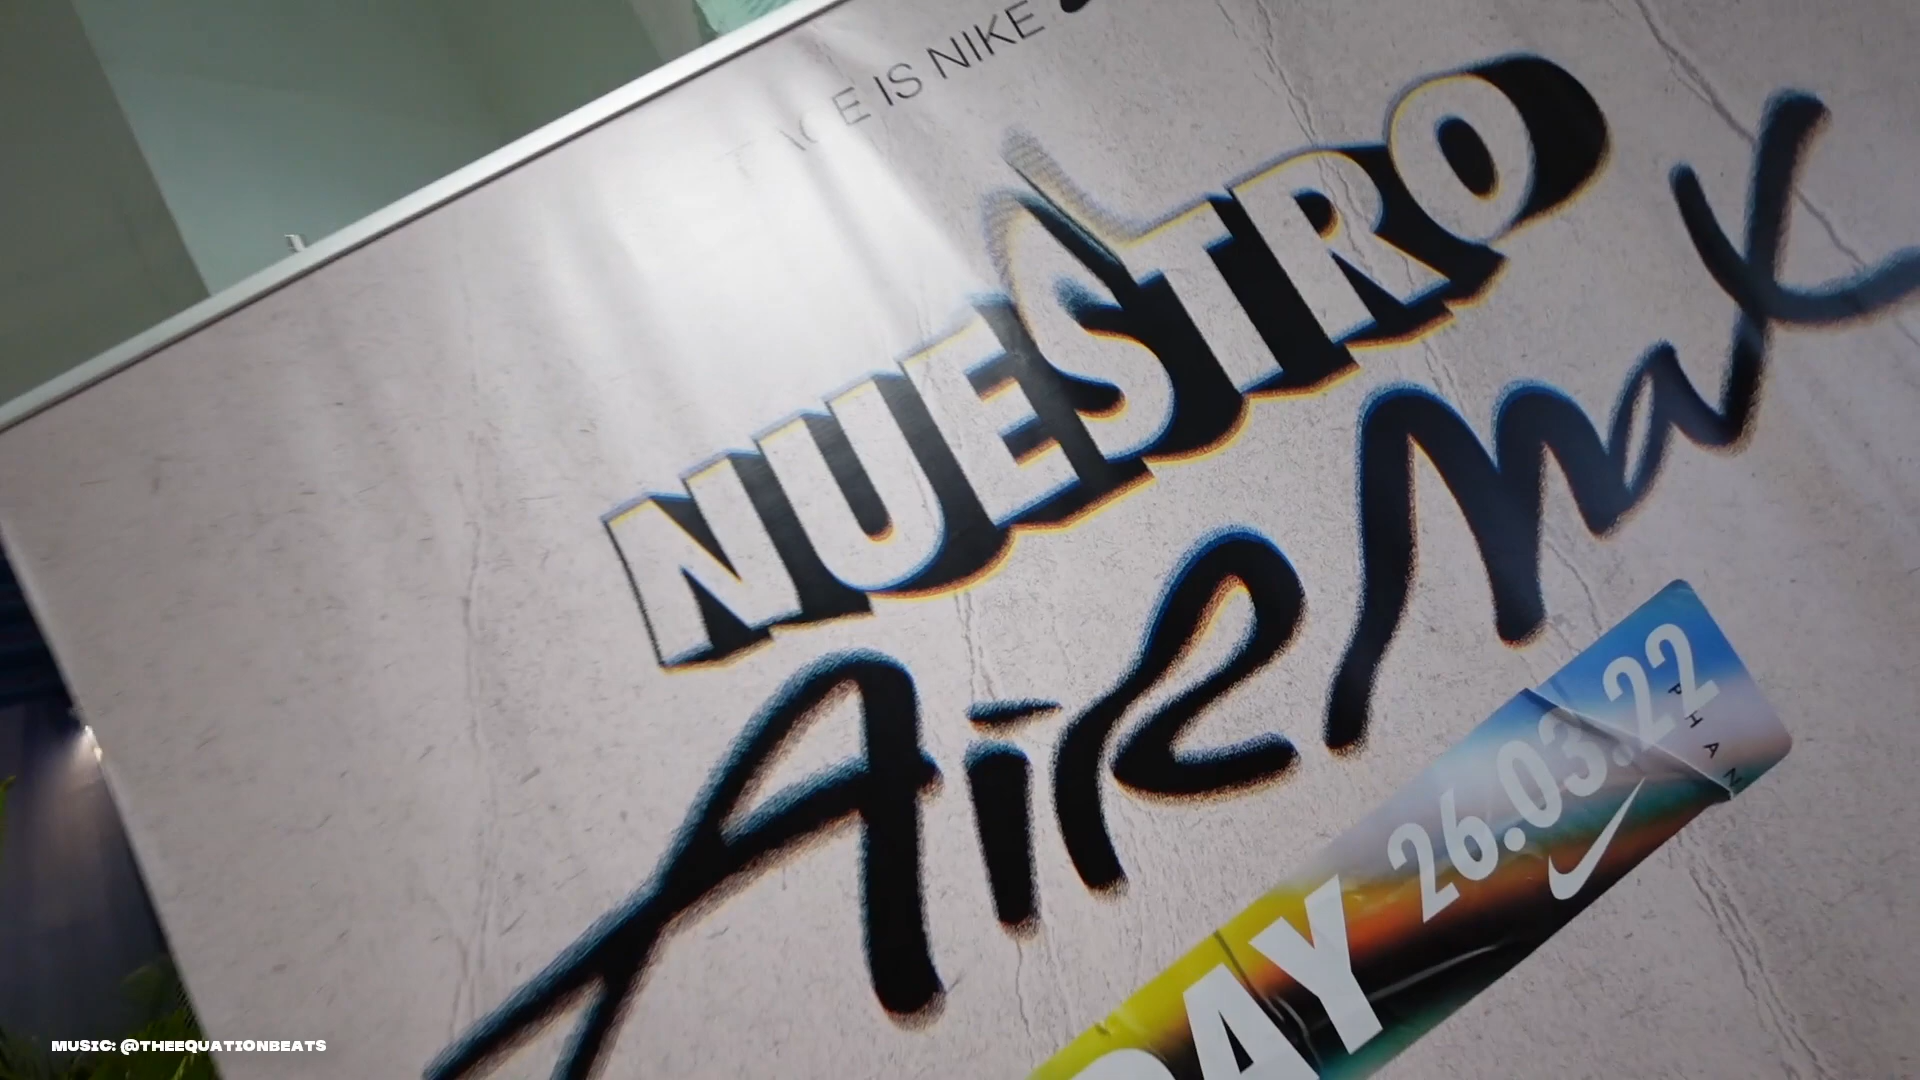 IS NIKE
NUESTRO
AiR Max
DAY 26.03.22
MUSIC: @THEEQUATIONBEATS